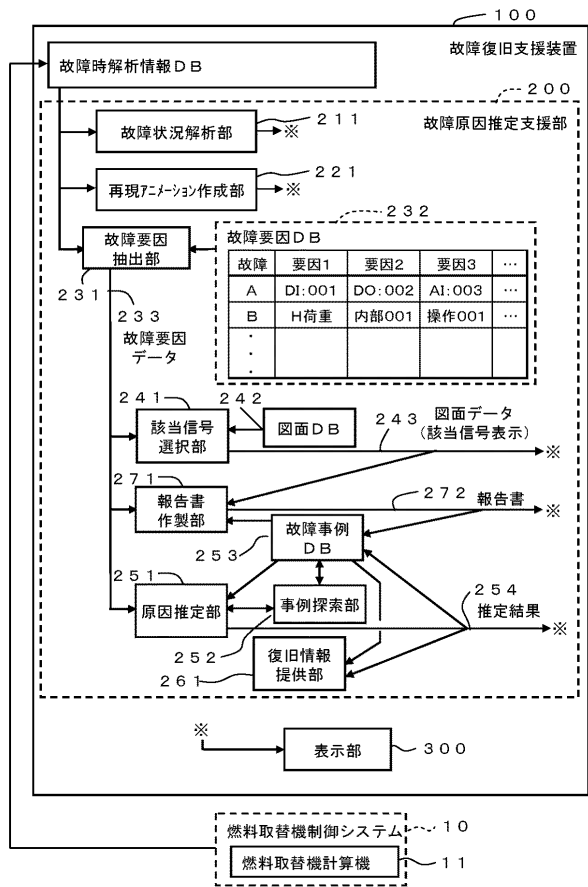 100
故障復旧支援装置
故障時解析情報DB
200
故障原因推定支援部
211
故障状況解析部
※
221
再現アニメーション作成部
※
232
故障要因DB
故障 要因1 要因2 要因3 …
A DI:001 DO:002 AI:003 …
B H荷重 内部001 操作001 …
・
・
・
故障要因
抽出部
231
233
故障要因
データ
241
該当信号
選択部
242
図面DB
243
図面データ
(該当信号表示)
※
271
報告書
作製部
272
報告書
※
253
故障事例
DB
251
原因推定部
252
事例探索部
254
推定結果
※
261
復旧情報
提供部
※
表示部
300
燃料取替機制御システム
10
燃料取替機計算機
11